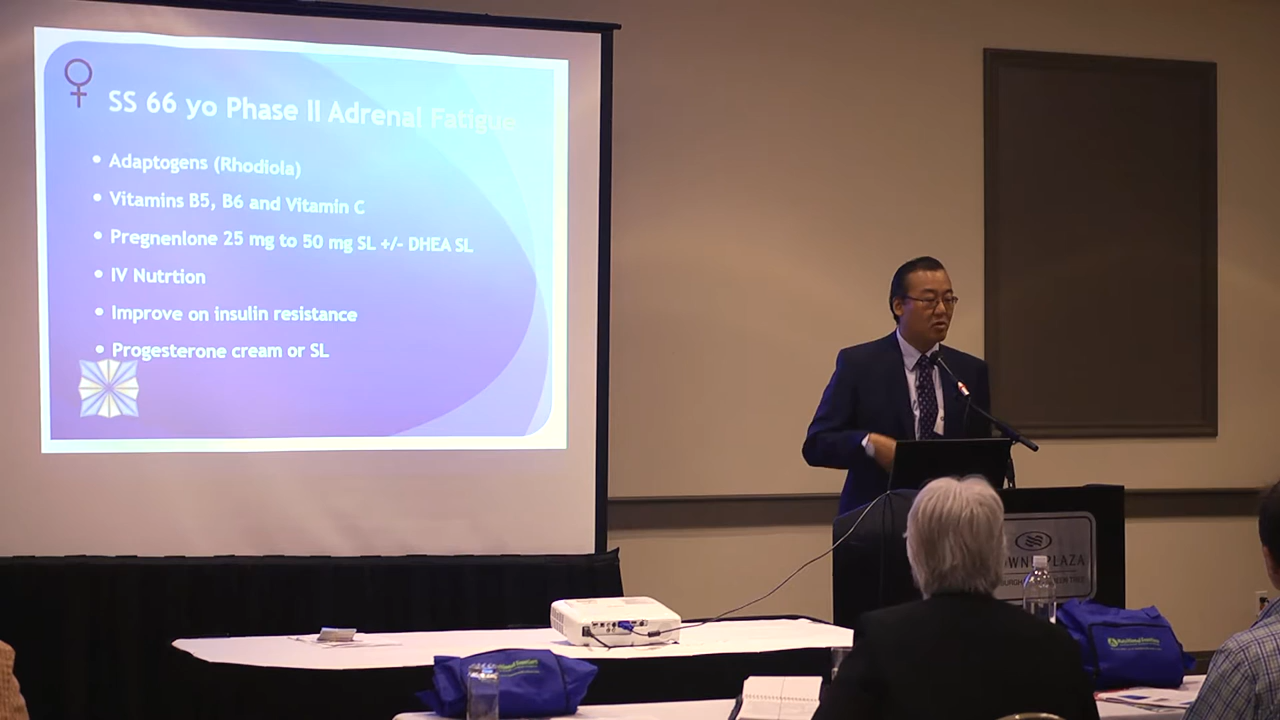 SS 66 yo Phase II Adrenal Fatigue
• Adaptogens (Rhodiola)
• Vitamins B5, B6 and Vitamin C
• Pregnenlone 25 mg to 50 mg SL +/- DHEA SL
• IV Nutrtion
• Improve on insulin resistance
• Progesterone cream or SL
PLAZA